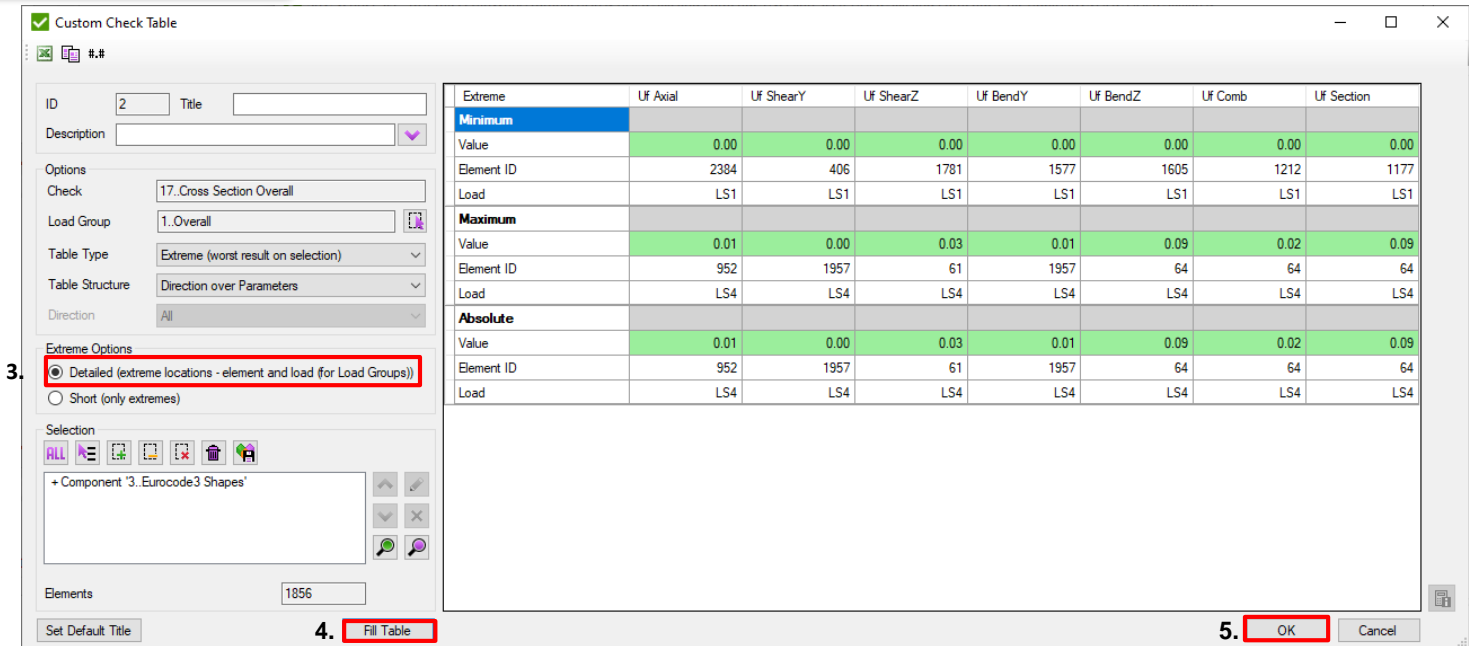 Custom Check Table
#.#
ID 2 Title
Description
Options
Check 17..Cross Section Overall
Load Group 1..Overall
Table Type Extreme (worst result on selection)
Table Structure Direction over Parameters
Direction All
Extreme Options
3. Detailed (extreme locations - element and load (for Load Groups))
Short (only extremes)
Selection
ALL
+ Component '3..Eurocode3 Shapes'
Elements 1856
Set Default Title 4. Fill Table
Extreme Uf Axial Uf ShearY Uf ShearZ Uf BendY Uf BendZ Uf Comb Uf Section
Minimum
Value 0.00 0.00 0.00 0.00 0.00 0.00 0.00
Element ID 2384 406 1781 1577 1605 1212 1177
Load LS1 LS1 LS1 LS1 LS1 LS1 LS1
Maximum
Value 0.01 0.00 0.03 0.01 0.09 0.02 0.09
Element ID 952 1957 61 1957 64 64 64
Load LS4 LS4 LS4 LS4 LS4 LS4 LS4
Absolute
Value 0.01 0.00 0.03 0.01 0.09 0.02 0.09
Element ID 952 1957 61 1957 64 64 64
Load LS4 LS4 LS4 LS4 LS4 LS4 LS4
5. OK Cancel